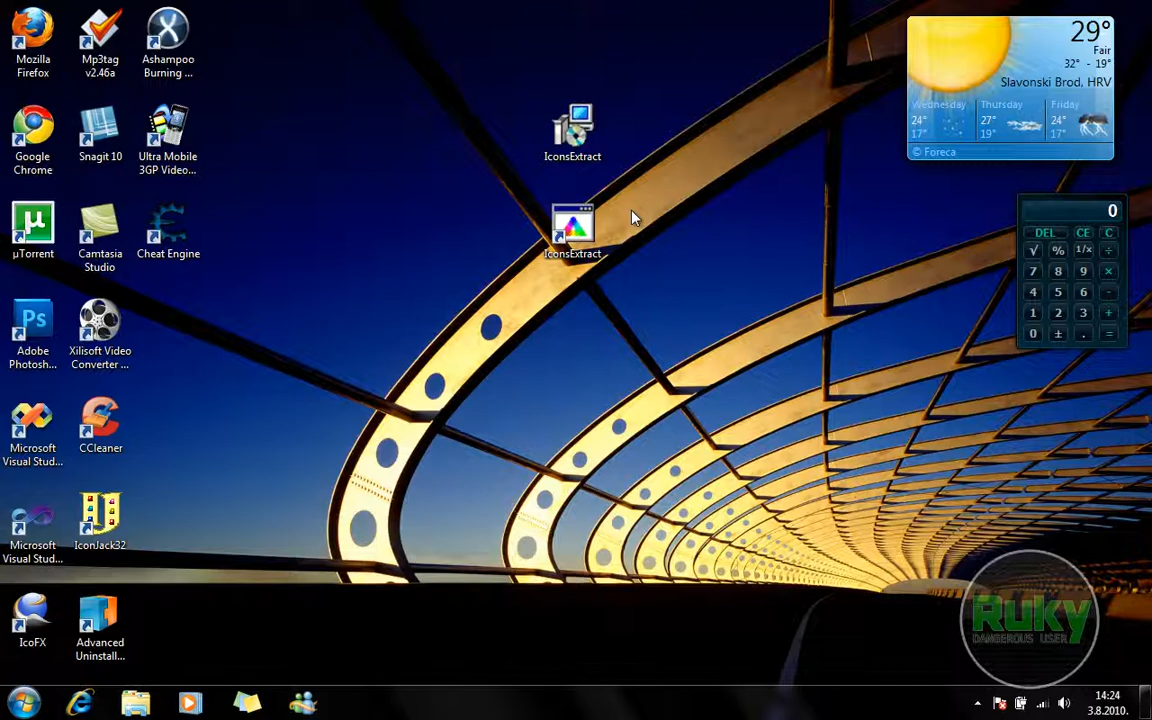 Mozilla
Firefox
Mp3tag
v2.46a
Ashampoo
Burning ...
Google
Chrome
Snagit 10
Ultra Mobile
3GP Video...
µTorrent
Camtasia
Studio
Cheat Engine
Adobe
Photosh...
Xilisoft Video
Converter ...
Microsoft
Visual Stud...
CCleaner
Microsoft
Visual Stud...
IconJack32
IcoFX
Advanced
Uninstall...
IconsExtract
IconsExtract
29°
Fair
32° - 19°
Slavonski Brod, HRV
Wednesday Thursday Friday
24° 27° 24°
17° 19° 17°
© Foreca
0
DEL CE C
√ % 1/x ÷
7 8 9 ×
4 5 6 -
1 2 3 +
0 ± . =
Ruky
DANGEROUS USER
14:24
3.8.2010.